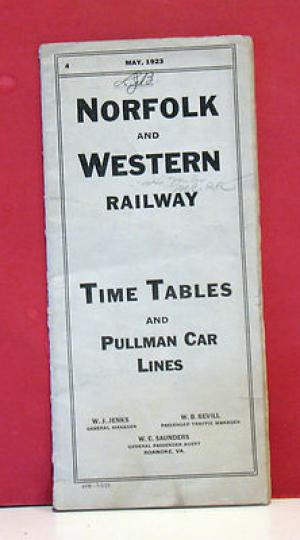 4
MAY, 1923
NORFOLK
AND
WESTERN
RAILWAY
TIME TABLES
AND
PULLMAN CAR
LINES
W. J. JENKS
GENERAL MANAGER
W. B. BEVILL
PASSENGER TRAFFIC MANAGER
W. C. SAUNDERS
GENERAL PASSENGER AGENT
ROANOKE, VA.